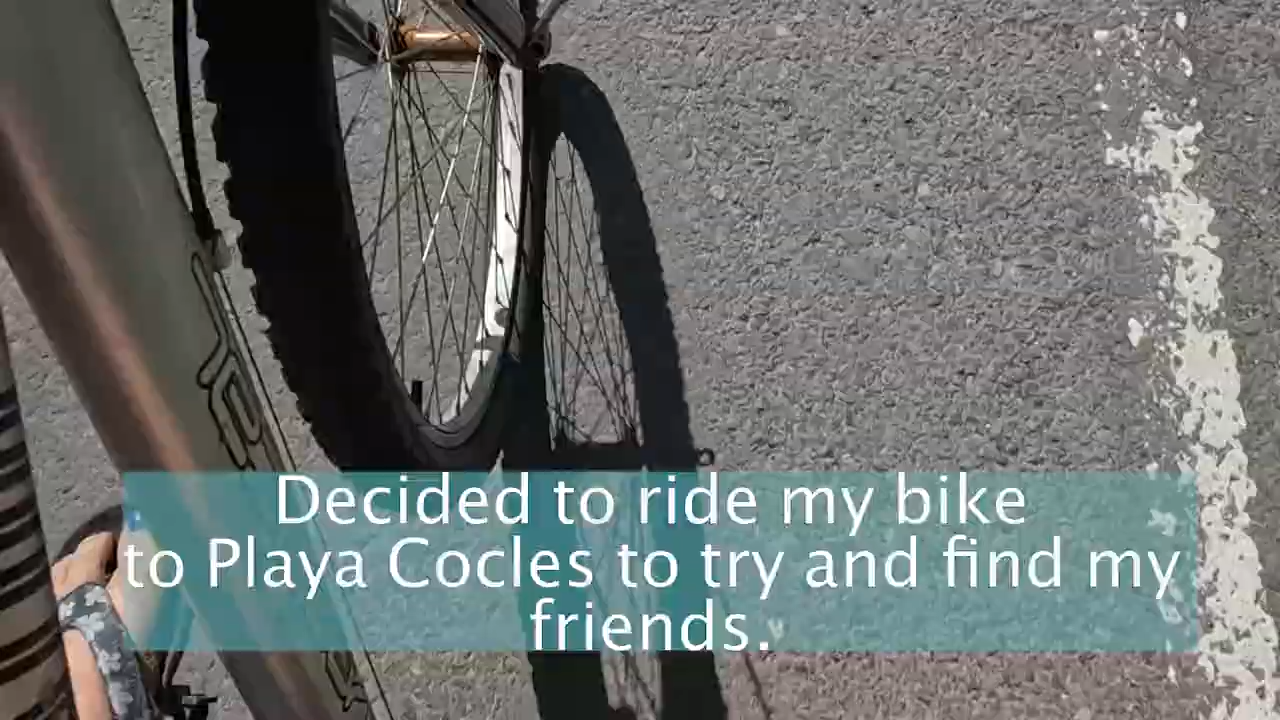 Decided to ride my bike
to Playa Cocles to try and find my
friends.